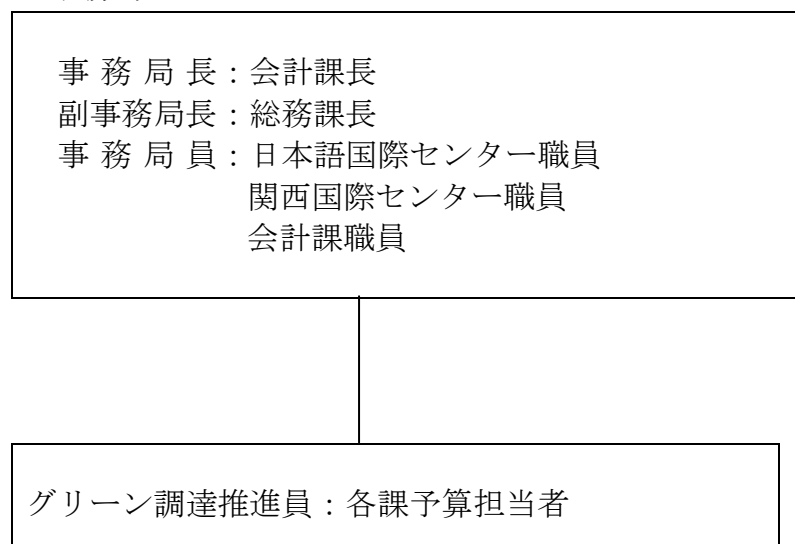 事 務 局 長：会計課長
副事務局長：総務課長
事 務 局 員：日本語国際センター職員
関西国際センター職員
会計課職員
グリーン調達推進員：各課予算担当者